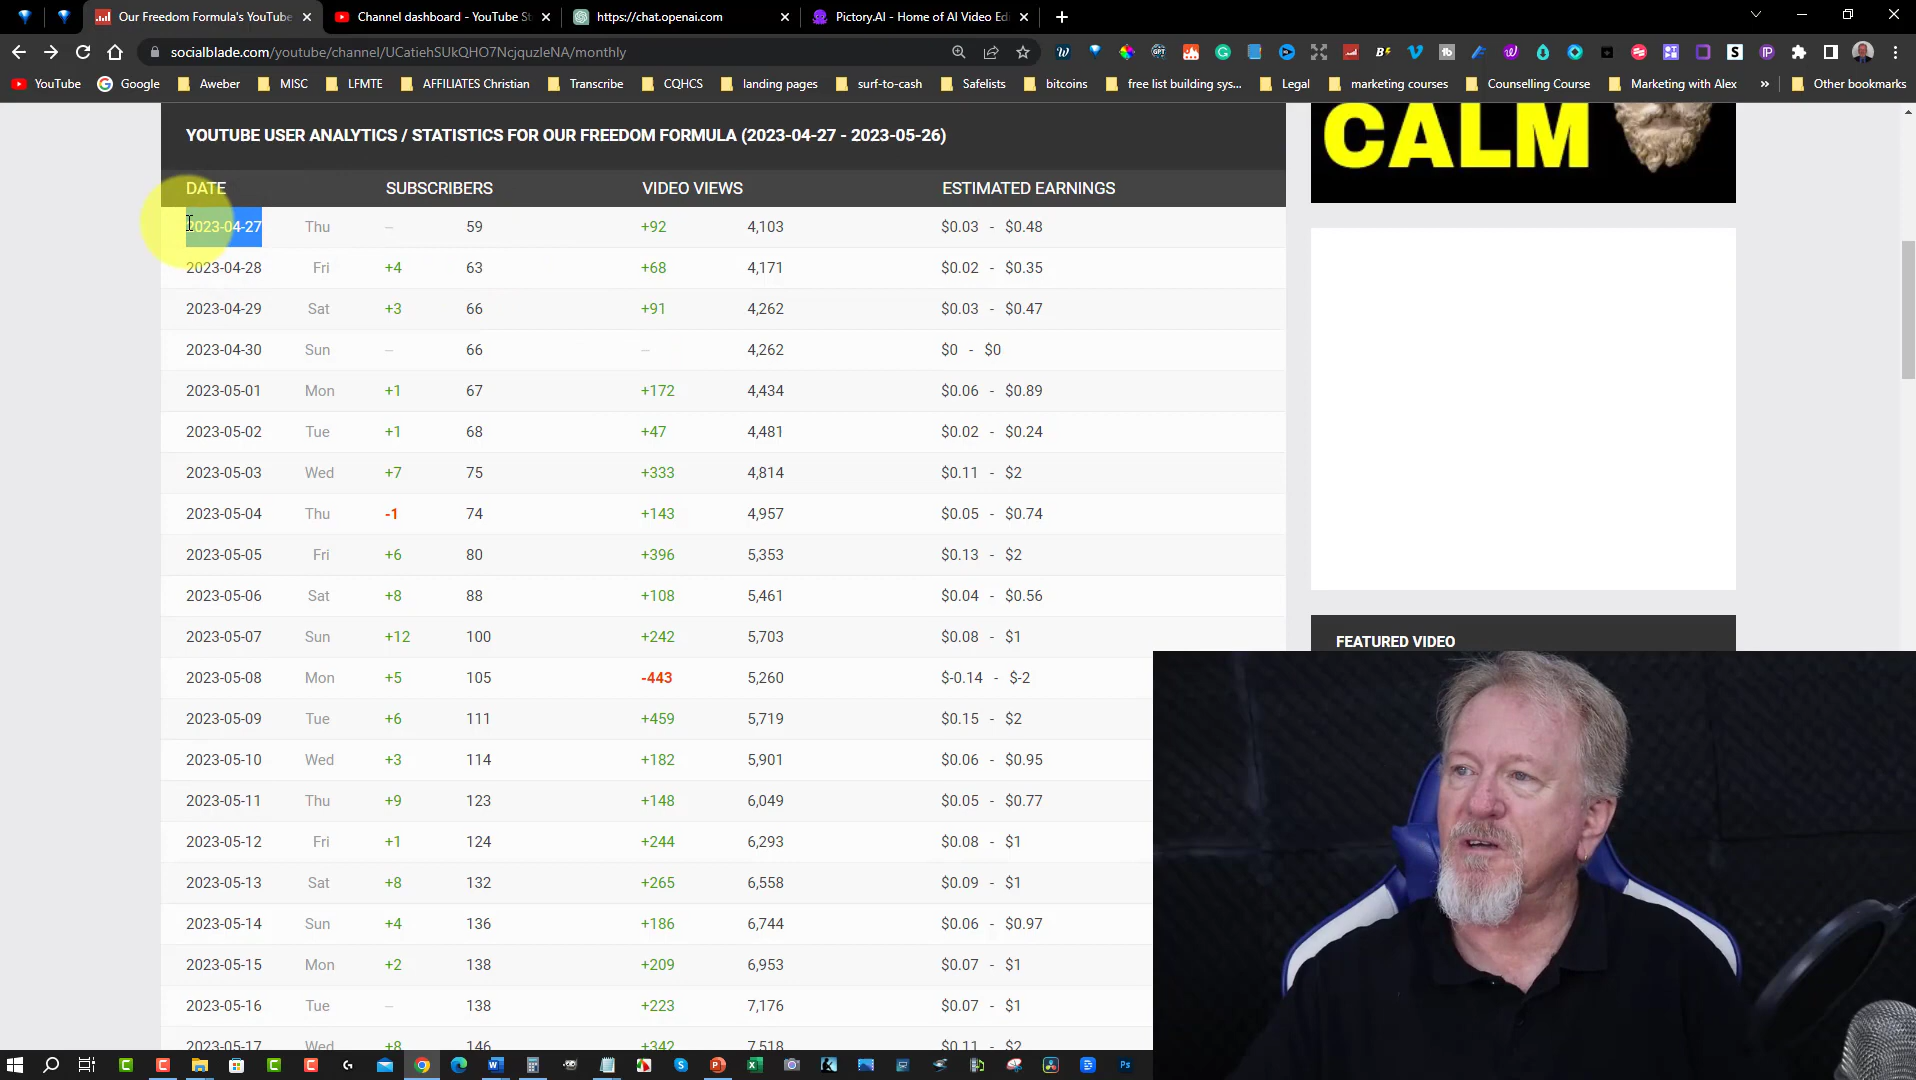 Our Freedom Formula's YouTube
Channel dashboard - YouTube St
https://chat.openai.com
Pictory.AI - Home of AI Video Edi
socialblade.com/youtube/channel/UCatiehSUkQHO7NcjquzleNA/monthly
YouTube Google Aweber MISC LFMTE AFFILIATES Christian Transcribe CQHCS landing pages surf-to-cash Safelists bitcoins free list building sys... Legal marketing courses Counselling Course Marketing with Alex » Other bookmarks
CALM
YOUTUBE USER ANALYTICS / STATISTICS FOR OUR FREEDOM FORMULA (2023-04-27 - 2023-05-26)
DATE SUBSCRIBERS VIDEO VIEWS ESTIMATED EARNINGS
2023-04-27 Thu – 59 +92 4,103 $0.03 - $0.48
2023-04-28 Fri +4 63 +68 4,171 $0.02 - $0.35
2023-04-29 Sat +3 66 +91 4,262 $0.03 - $0.47
2023-04-30 Sun – 66 – 4,262 $0 - $0
2023-05-01 Mon +1 67 +172 4,434 $0.06 - $0.89
2023-05-02 Tue +1 68 +47 4,481 $0.02 - $0.24
2023-05-03 Wed +7 75 +333 4,814 $0.11 - $2
2023-05-04 Thu -1 74 +143 4,957 $0.05 - $0.74
2023-05-05 Fri +6 80 +396 5,353 $0.13 - $2
2023-05-06 Sat +8 88 +108 5,461 $0.04 - $0.56
2023-05-07 Sun +12 100 +242 5,703 $0.08 - $1
FEATURED VIDEO
2023-05-08 Mon +5 105 -443 5,260 $-0.14 - $-2
2023-05-09 Tue +6 111 +459 5,719 $0.15 - $2
2023-05-10 Wed +3 114 +182 5,901 $0.06 - $0.95
2023-05-11 Thu +9 123 +148 6,049 $0.05 - $0.77
2023-05-12 Fri +1 124 +244 6,293 $0.08 - $1
2023-05-13 Sat +8 132 +265 6,558 $0.09 - $1
2023-05-14 Sun +4 136 +186 6,744 $0.06 - $0.97
2023-05-15 Mon +2 138 +209 6,953 $0.07 - $1
2023-05-16 Tue – 138 +223 7,176 $0.07 - $1
2023-05-17 Wed +8 146 +342 7,518 $0.11 - $2